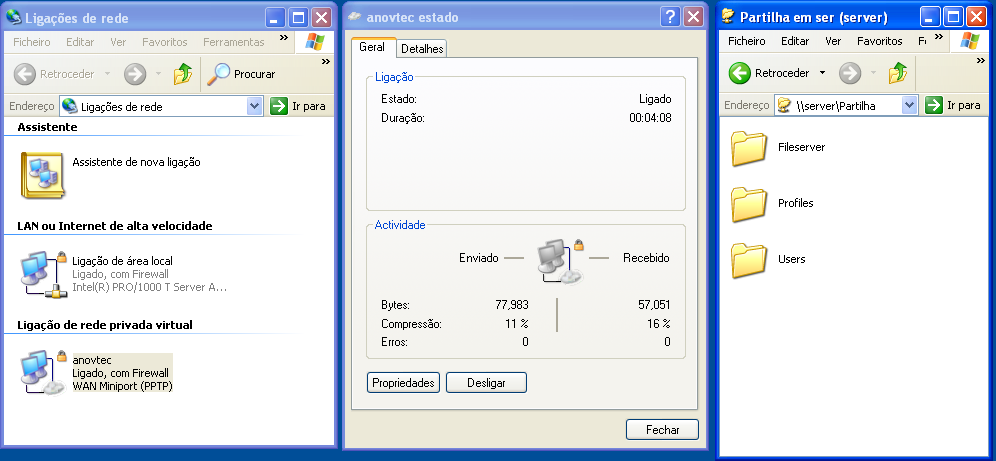 Ligações de rede
Ficheiro Editar Ver Favoritos Ferramentas »
Retroceder Procurar »
Endereço Ligações de rede Ir para
Assistente
Assistente de nova ligação
LAN ou Internet de alta velocidade
Ligação de área local
Ligado, com Firewall
Intel(R) PRO/1000 T Server A...
Ligação de rede privada virtual
anovtec
Ligado, com Firewall
WAN Miniport (PPTP)
anovtec estado
Geral Detalhes
Ligação
Estado: Ligado
Duração: 00:04:08
Actividade
Enviado Recebido
Bytes: 77,983 57,051
Compressão: 11 % 16 %
Erros: 0 0
Propriedades Desligar
Fechar
Partilha em ser (server)
Ficheiro Editar Ver Favoritos F »
Retroceder »
Endereço \\server\Partilha Ir para
Fileserver
Profiles
Users